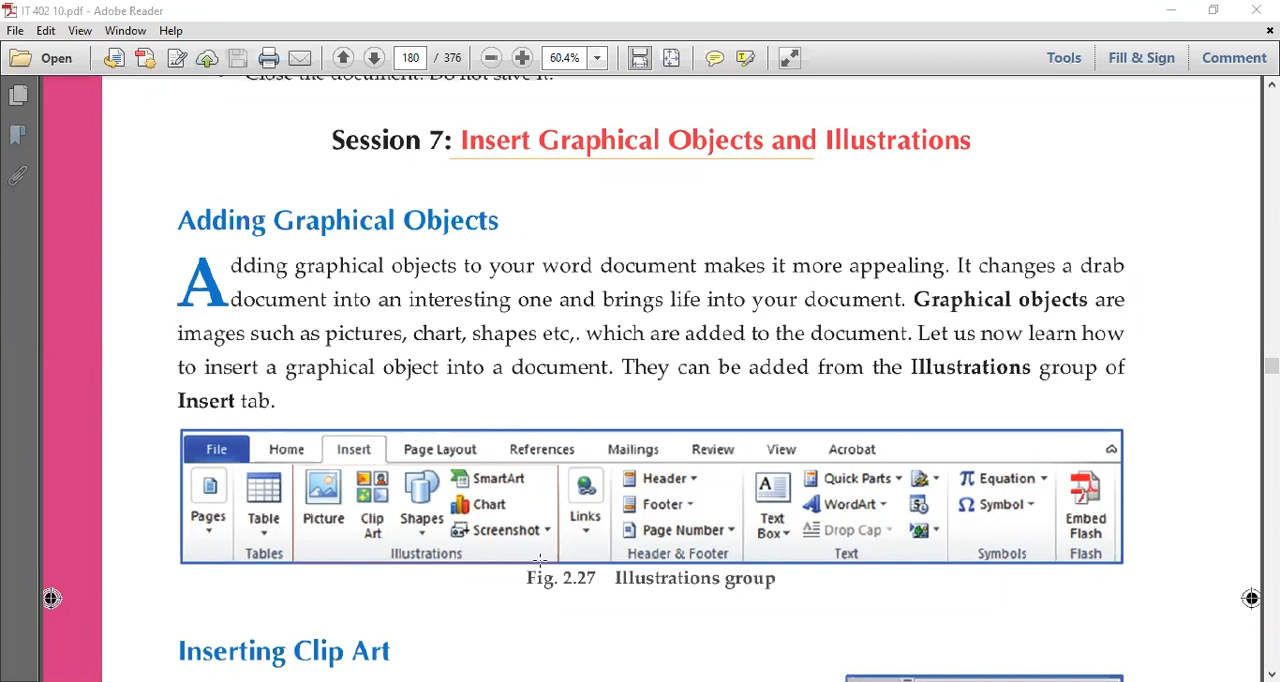 IT 402 10.pdf - Adobe Reader
File Edit View Window Help
Open 180 / 376 60.4% Tools Fill & Sign Comment
Close the document. Do not save it.
Session 7: Insert Graphical Objects and Illustrations
Adding Graphical Objects
Adding graphical objects to your word document makes it more appealing. It changes a drab
document into an interesting one and brings life into your document. Graphical objects are
images such as pictures, chart, shapes etc,. which are added to the document. Let us now learn how
to insert a graphical object into a document. They can be added from the Illustrations group of
Insert tab.
File Home Insert Page Layout References Mailings Review View Acrobat
Pages
Table
Tables
Picture
Clip
Art
Shapes
SmartArt
Chart
Screenshot
Illustrations
Links
Header
Footer
Page Number
Header & Footer
A
Text
Box
Quick Parts
WordArt
Drop Cap
Text
π Equation
Ω Symbol
Symbols
Embed
Flash
Flash
Fig. 2.27 Illustrations group
Inserting Clip Art